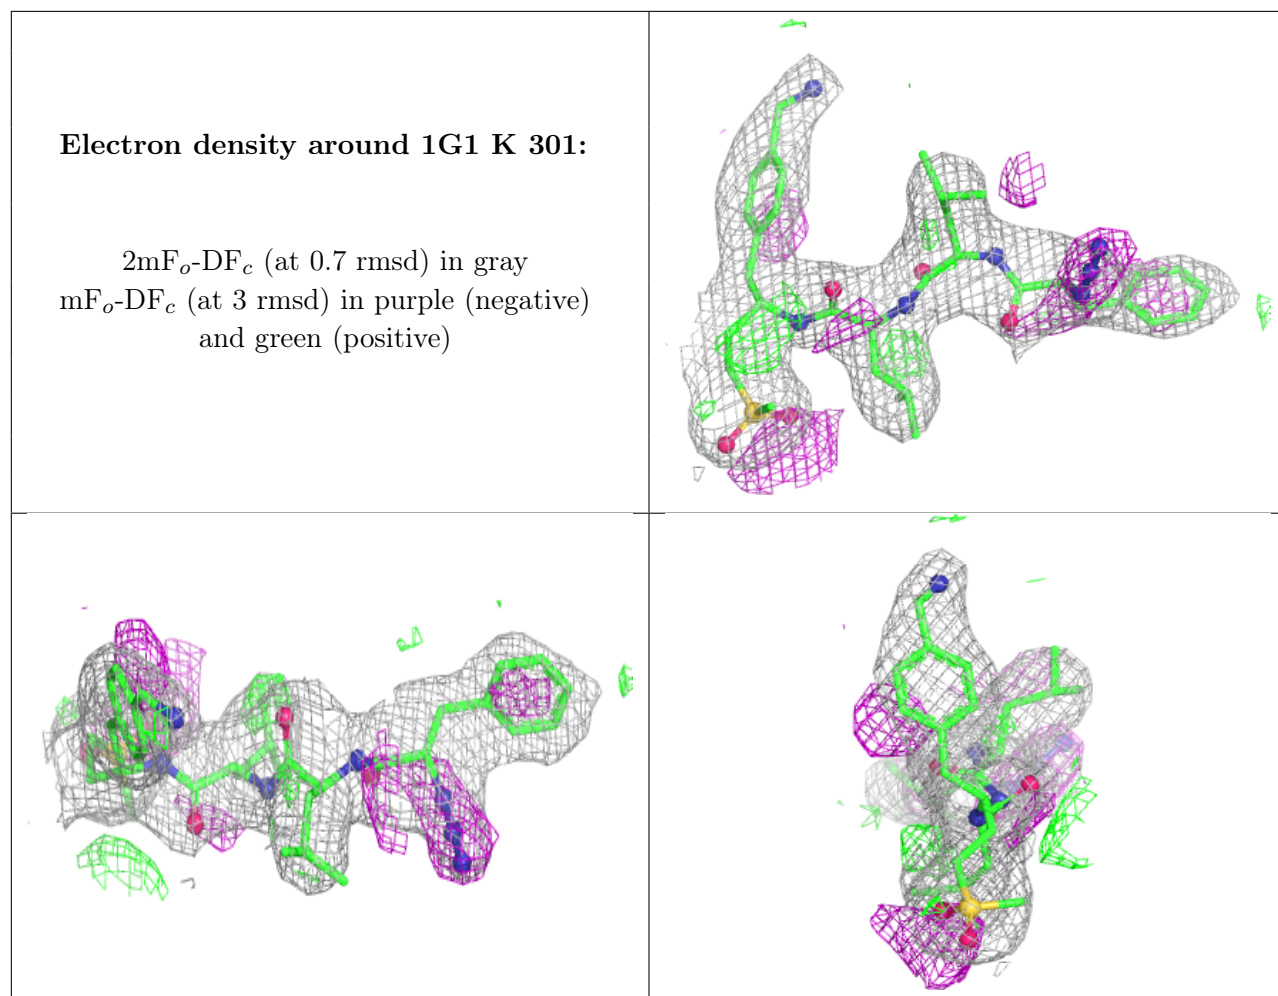 Electron density around 1G1 K 301:
2mFo-DFc (at 0.7 rmsd) in gray
mFo-DFc (at 3 rmsd) in purple (negative)
and green (positive)